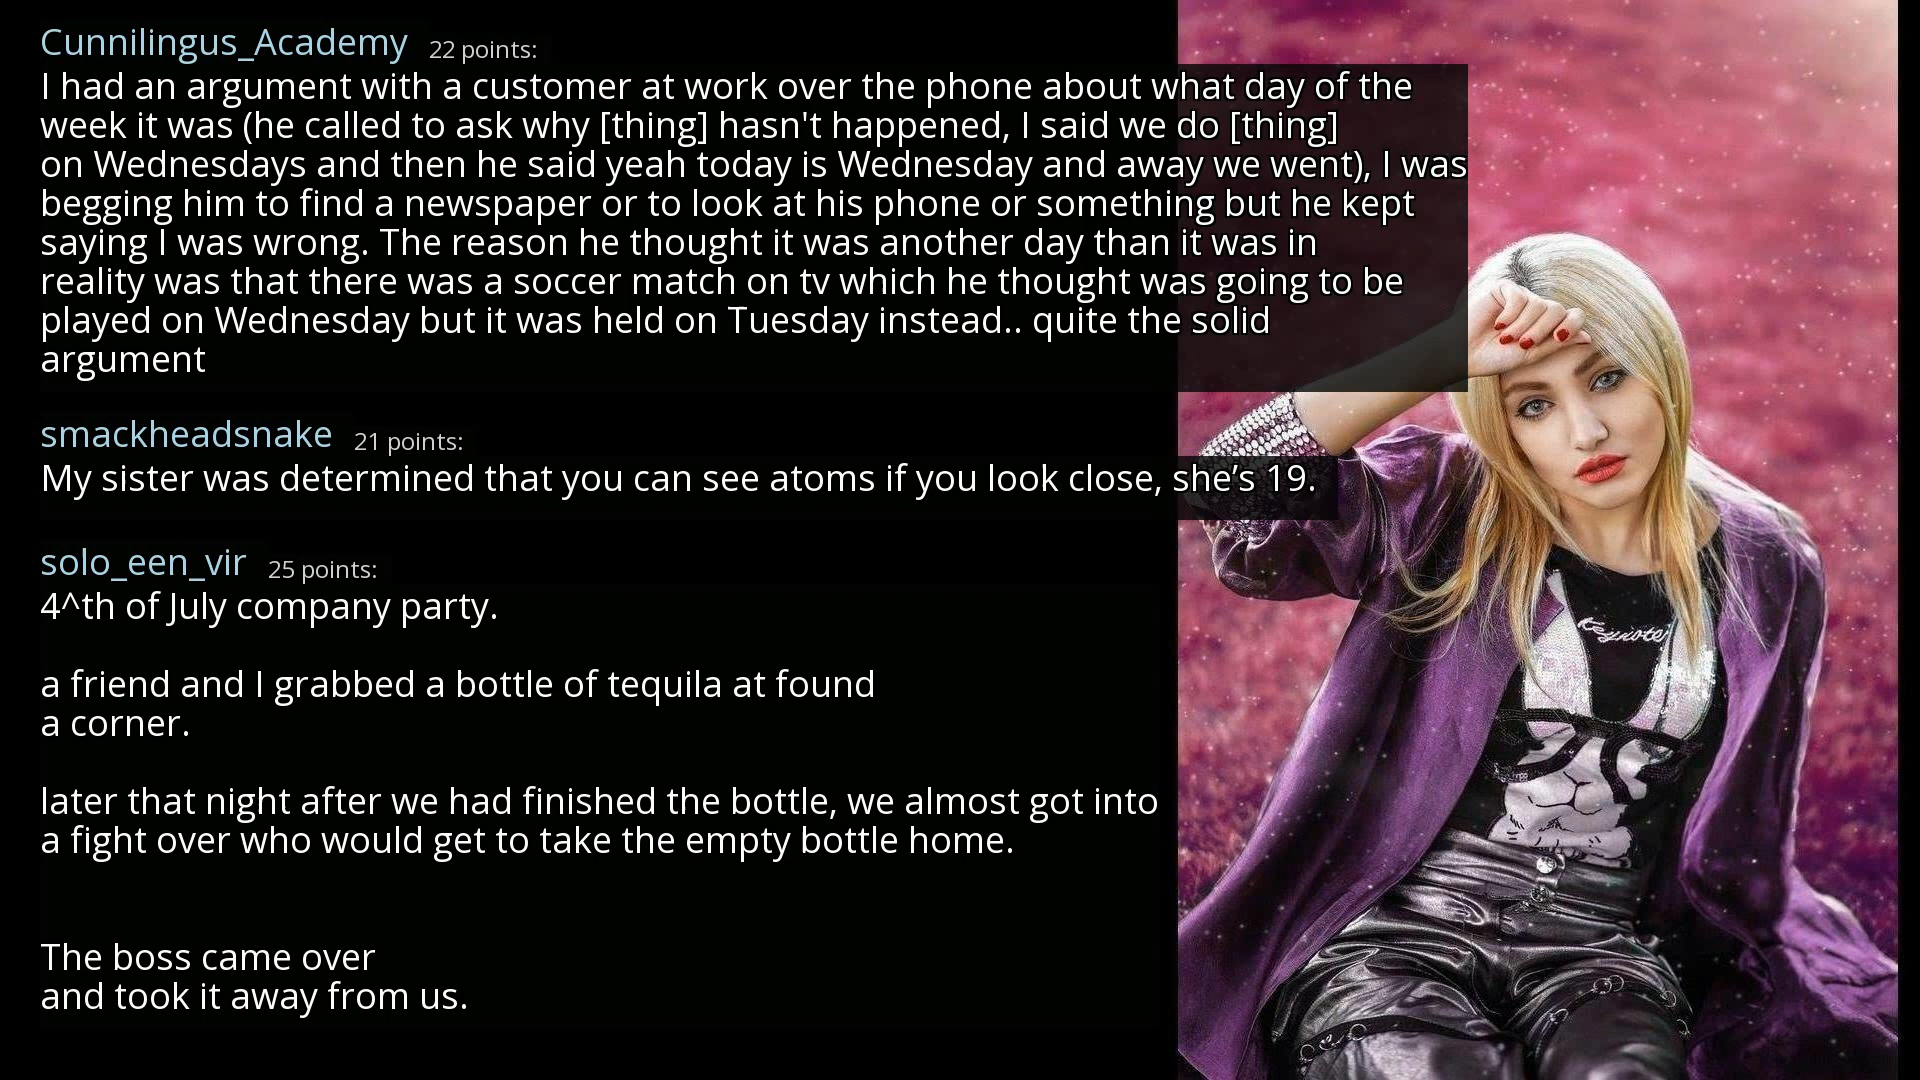 Cunnilingus_Academy 22 points:
I had an argument with a customer at work over the phone about what day of the
week it was (he called to ask why [thing] hasn't happened, I said we do [thing]
on Wednesdays and then he said yeah today is Wednesday and away we went), I was
begging him to find a newspaper or to look at his phone or something but he kept
saying I was wrong. The reason he thought it was another day than it was in
reality was that there was a soccer match on tv which he thought was going to be
played on Wednesday but it was held on Tuesday instead.. quite the solid
argument
smackheadsnake 21 points:
My sister was determined that you can see atoms if you look close, she’s 19.
solo_een_vir 25 points:
4^th of July company party.
a friend and I grabbed a bottle of tequila at found
a corner.
later that night after we had finished the bottle, we almost got into
a fight over who would get to take the empty bottle home.
The boss came over
and took it away from us.
Keynote